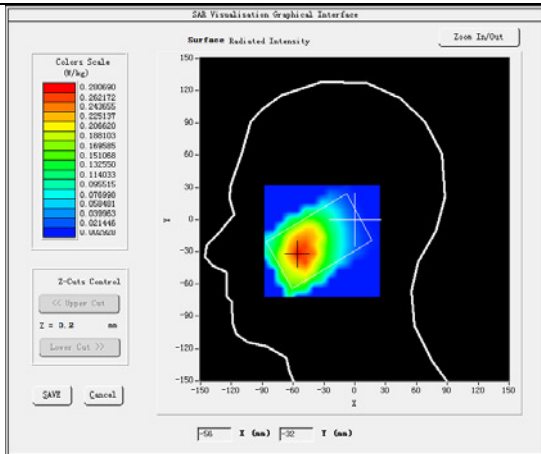 SAR Visualisation Graphical Interface
Surface Radiated Intensity
Zoom In/Out
Colors Scale
(W/kg)
0.280690
0.262172
0.243655
0.225137
0.206620
0.188103
0.169585
0.151068
0.132550
0.114033
0.095515
0.076998
0.058481
0.039963
0.021446
0.002928
Z-Cuts Control
<< Upper Cut
Z = 3.2 mm
Lower Cut >>
SAVE
Cancel
150
120
90
60
30
0
-30
-60
-90
-120
-150
Y
-150 -120 -90 -60 -30 0 30 60 90 120 150
X
-56 X (mm) -32 Y (mm)